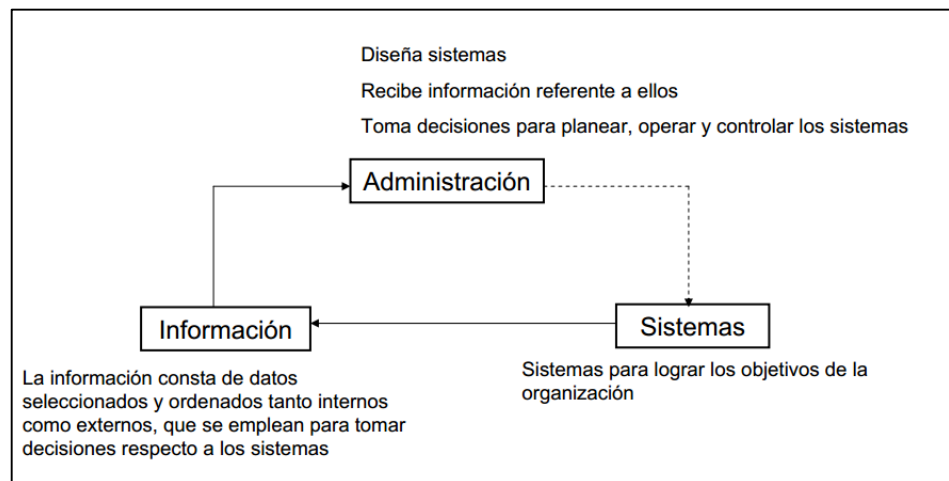 Diseña sistemas
Recibe información referente a ellos
Toma decisiones para planear, operar y controlar los sistemas
Administración
Información
Sistemas
La información consta de datos
seleccionados y ordenados tanto internos
como externos, que se emplean para tomar
decisiones respecto a los sistemas
Sistemas para lograr los objetivos de la
organización